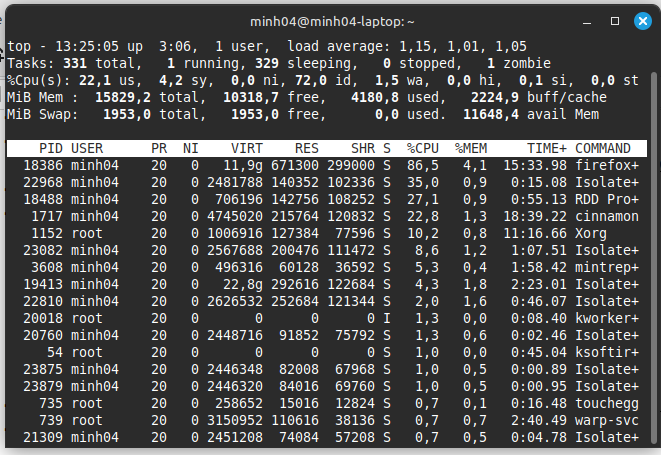 minh04@minh04-laptop: ~
top - 13:25:05 up  3:06,  1 user,  load average: 1,15, 1,01, 1,05
Tasks: 331 total,   1 running, 329 sleeping,   0 stopped,   1 zombie
%Cpu(s): 22,1 us,  4,2 sy,  0,0 ni, 72,0 id,  1,5 wa,  0,0 hi,  0,1 si,  0,0 st
MiB Mem :  15829,2 total,  10318,7 free,   4180,8 used,   2224,9 buff/cache
MiB Swap:   1953,0 total,   1953,0 free,      0,0 used.  11648,4 avail Mem
PID USER      PR  NI    VIRT    RES    SHR S  %CPU  %MEM     TIME+ COMMAND
18386 minh04    20   0   11,9g 671300 299000 S  86,5   4,1  15:33.98 firefox+
22968 minh04    20   0 2481788 140352 102336 S  35,0   0,9   0:15.08 Isolate+
18488 minh04    20   0  706196 142756 108252 S  27,1   0,9   0:55.13 RDD Pro+
1717 minh04    20   0 4745020 215764 120832 S  22,8   1,3  18:39.22 cinnamon
1152 root      20   0 1006916 127384  77596 S  10,2   0,8  11:16.66 Xorg
23082 minh04    20   0 2567688 200476 111472 S   8,6   1,2   1:07.51 Isolate+
3608 minh04    20   0  496316  60128  36592 S   5,3   0,4   1:58.42 mintrep+
19413 minh04    20   0   22,8g 292616 122684 S   4,3   1,8   2:23.01 Isolate+
22810 minh04    20   0 2626532 252684 121344 S   2,0   1,6   0:46.07 Isolate+
20018 root      20   0       0      0      0 I   1,3   0,0   0:08.40 kworker+
20760 minh04    20   0 2448716  91852  75792 S   1,3   0,6   0:02.46 Isolate+
54 root      20   0       0      0      0 S   1,0   0,0   0:45.04 ksoftir+
23875 minh04    20   0 2446348  82008  67968 S   1,0   0,5   0:00.89 Isolate+
23879 minh04    20   0 2446320  84016  69760 S   1,0   0,5   0:00.95 Isolate+
735 root      20   0  258652  15016  12824 S   0,7   0,1   0:16.48 touchegg
739 root      20   0 3150952 110616  38136 S   0,7   0,7   2:40.49 warp-svc
21309 minh04    20   0 2451208  74084  57208 S   0,7   0,5   0:04.78 Isolate+